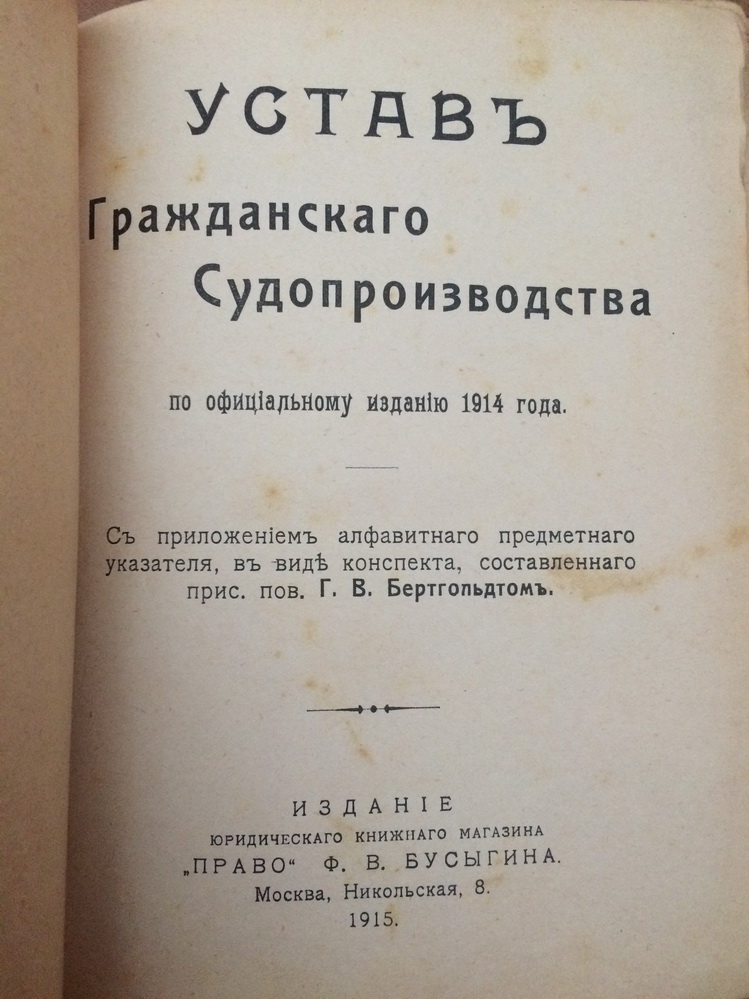 УСТАВЪ
Гражданскаго
Судопроизводства
по офиціальному изданію 1914 года.
Съ приложеніемъ алфавитнаго предметнаго
указателя, въ видѣ конспекта, составленнаго
прис. пов. Г. В. Бертгольдтомъ.
ИЗДАНІЕ
ЮРИДИЧЕСКАГО КНИЖНАГО МАГАЗИНА
„ПРАВО“ Ф. В. БУСЫГИНА.
Москва, Никольская, 8.
1915.